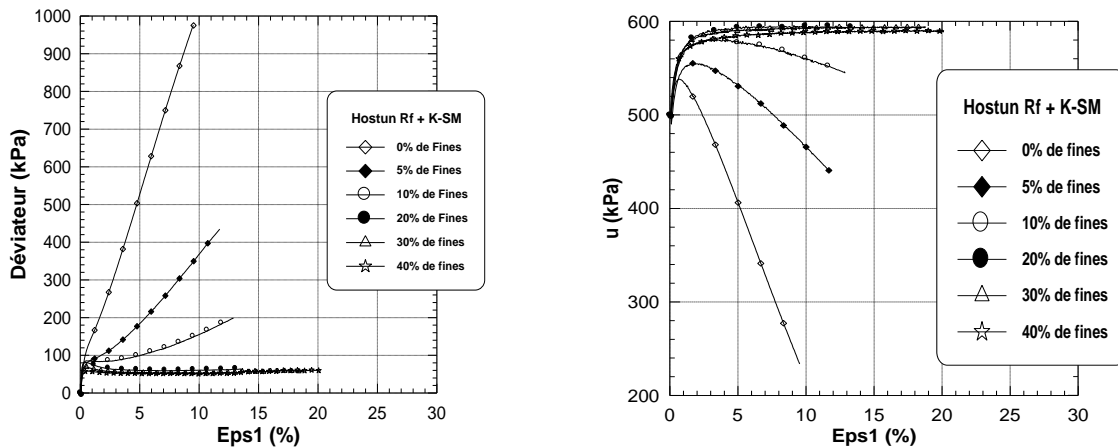 1000
900
800
700
600
500
400
300
200
100
0
Déviateur (kPa)
0 5 10 15 20 25 30
Eps1 (%)
Hostun Rf + K-SM
0% de Fines
5% de Fines
10% de Fines
20% de Fines
30% de fines
40% de fines
600
500
400
300
200
u (kPa)
0 5 10 15 20 25 30
Eps1 (%)
Hostun Rf + K-SM
0% de fines
5% de fines
10% de fines
20% de fines
30% de fines
40% de fines